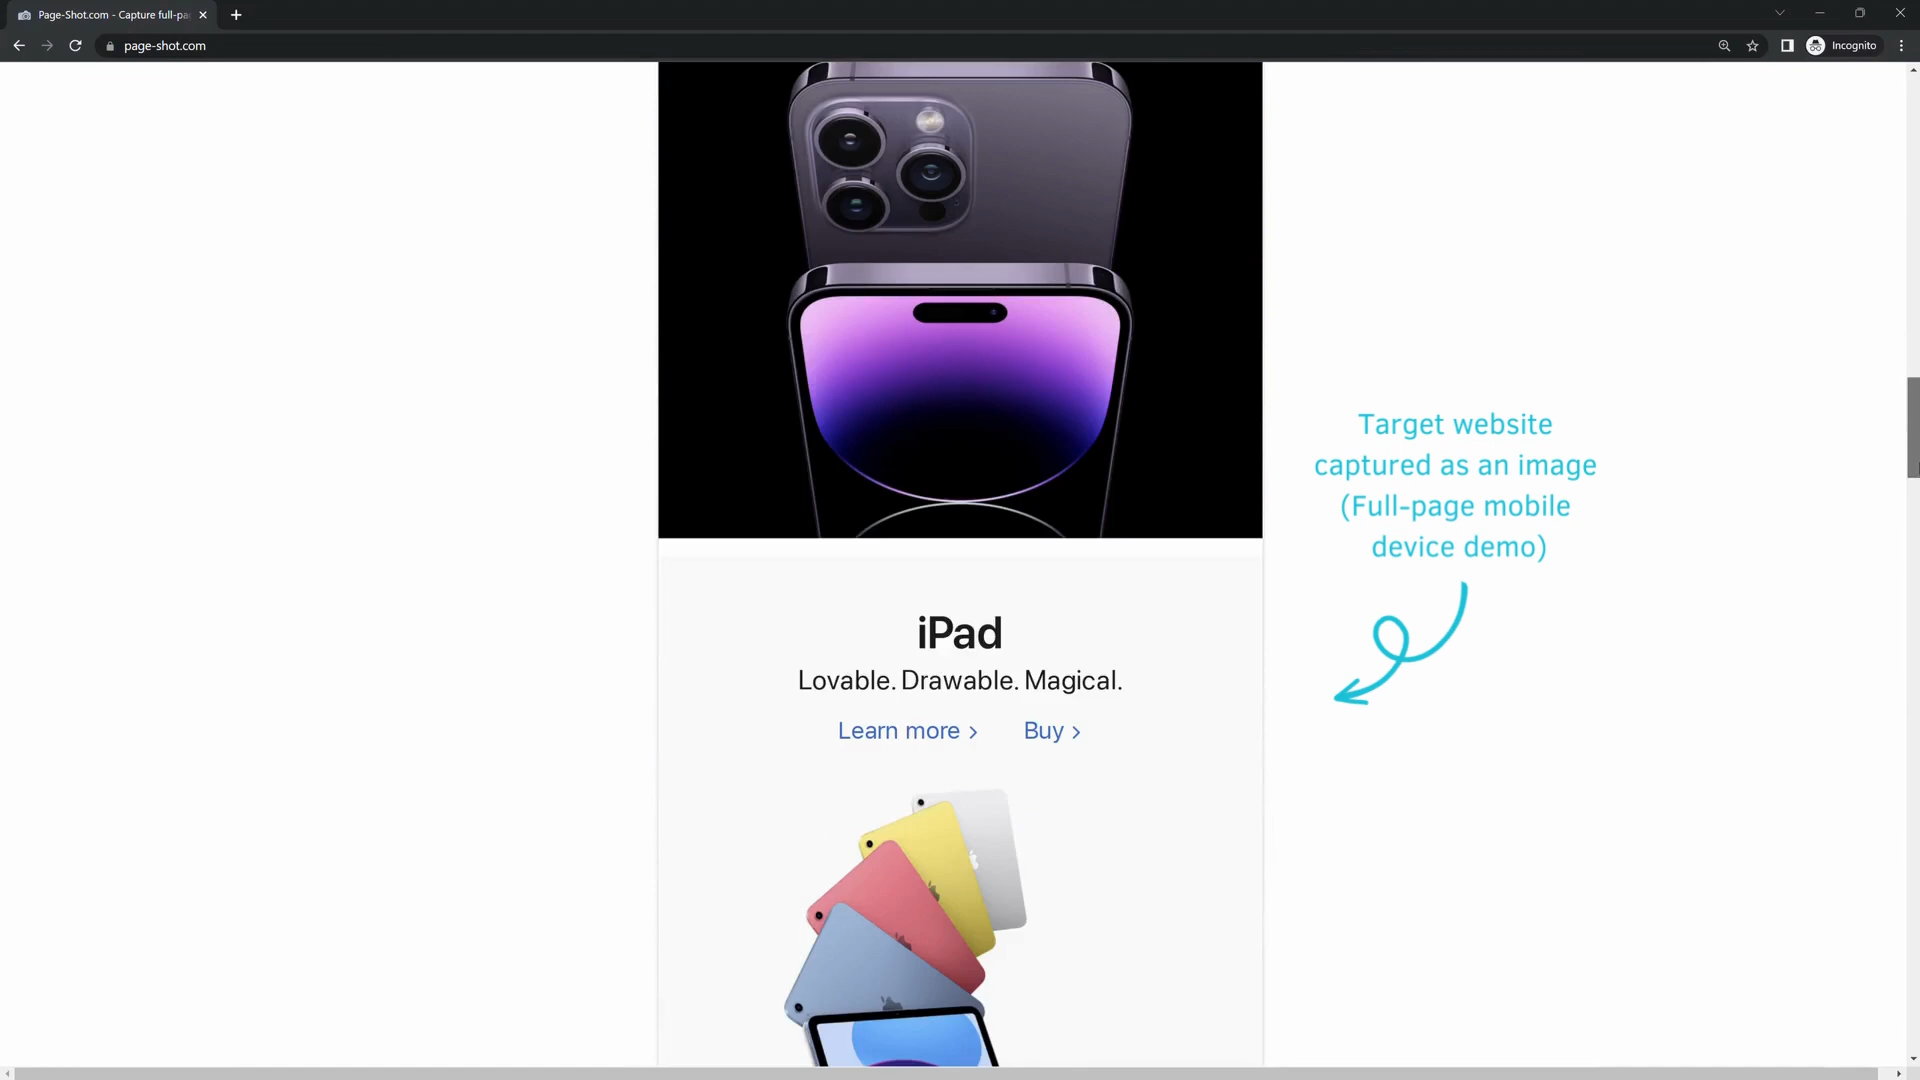 Page-Shot.com - Capture full-pa
page-shot.com
Incognito
Target website
captured as an image
(Full-page mobile
device demo)
iPad
Lovable. Drawable. Magical.
Learn more > Buy >